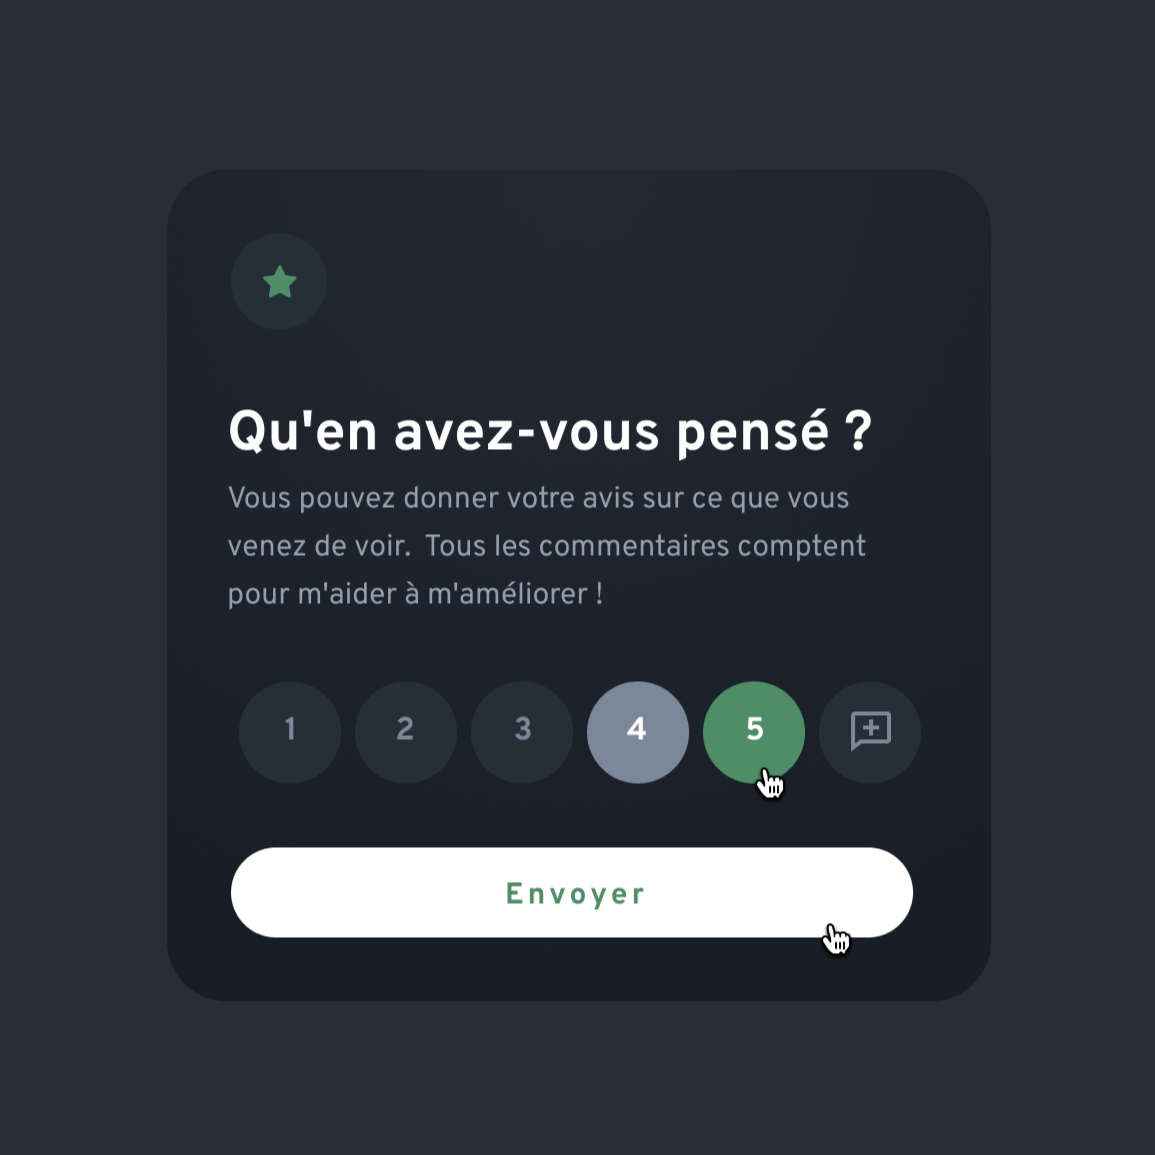 Qu'en avez-vous pensé ?
Vous pouvez donner votre avis sur ce que vous
venez de voir.  Tous les commentaires comptent
pour m'aider à m'améliorer !
1 2 3 4 5
Envoyer